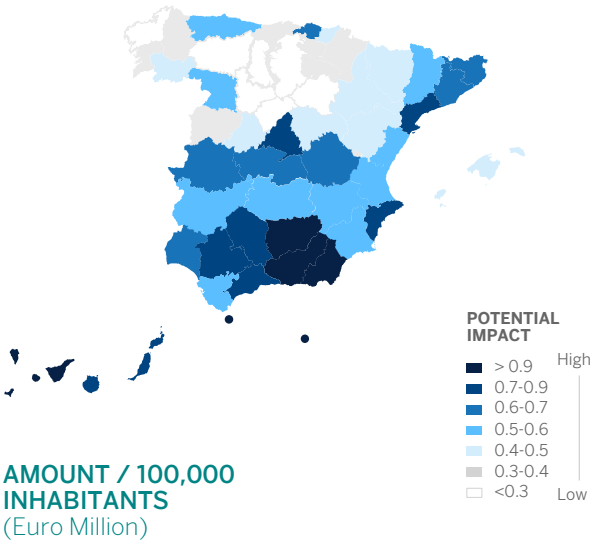 POTENTIAL
IMPACT
> 0.9
High
0.7-0.9
0.6-0.7
0.5-0.6
0.4-0.5
0.3-0.4
<0.3
Low
AMOUNT / 100,000
INHABITANTS
(Euro Million)